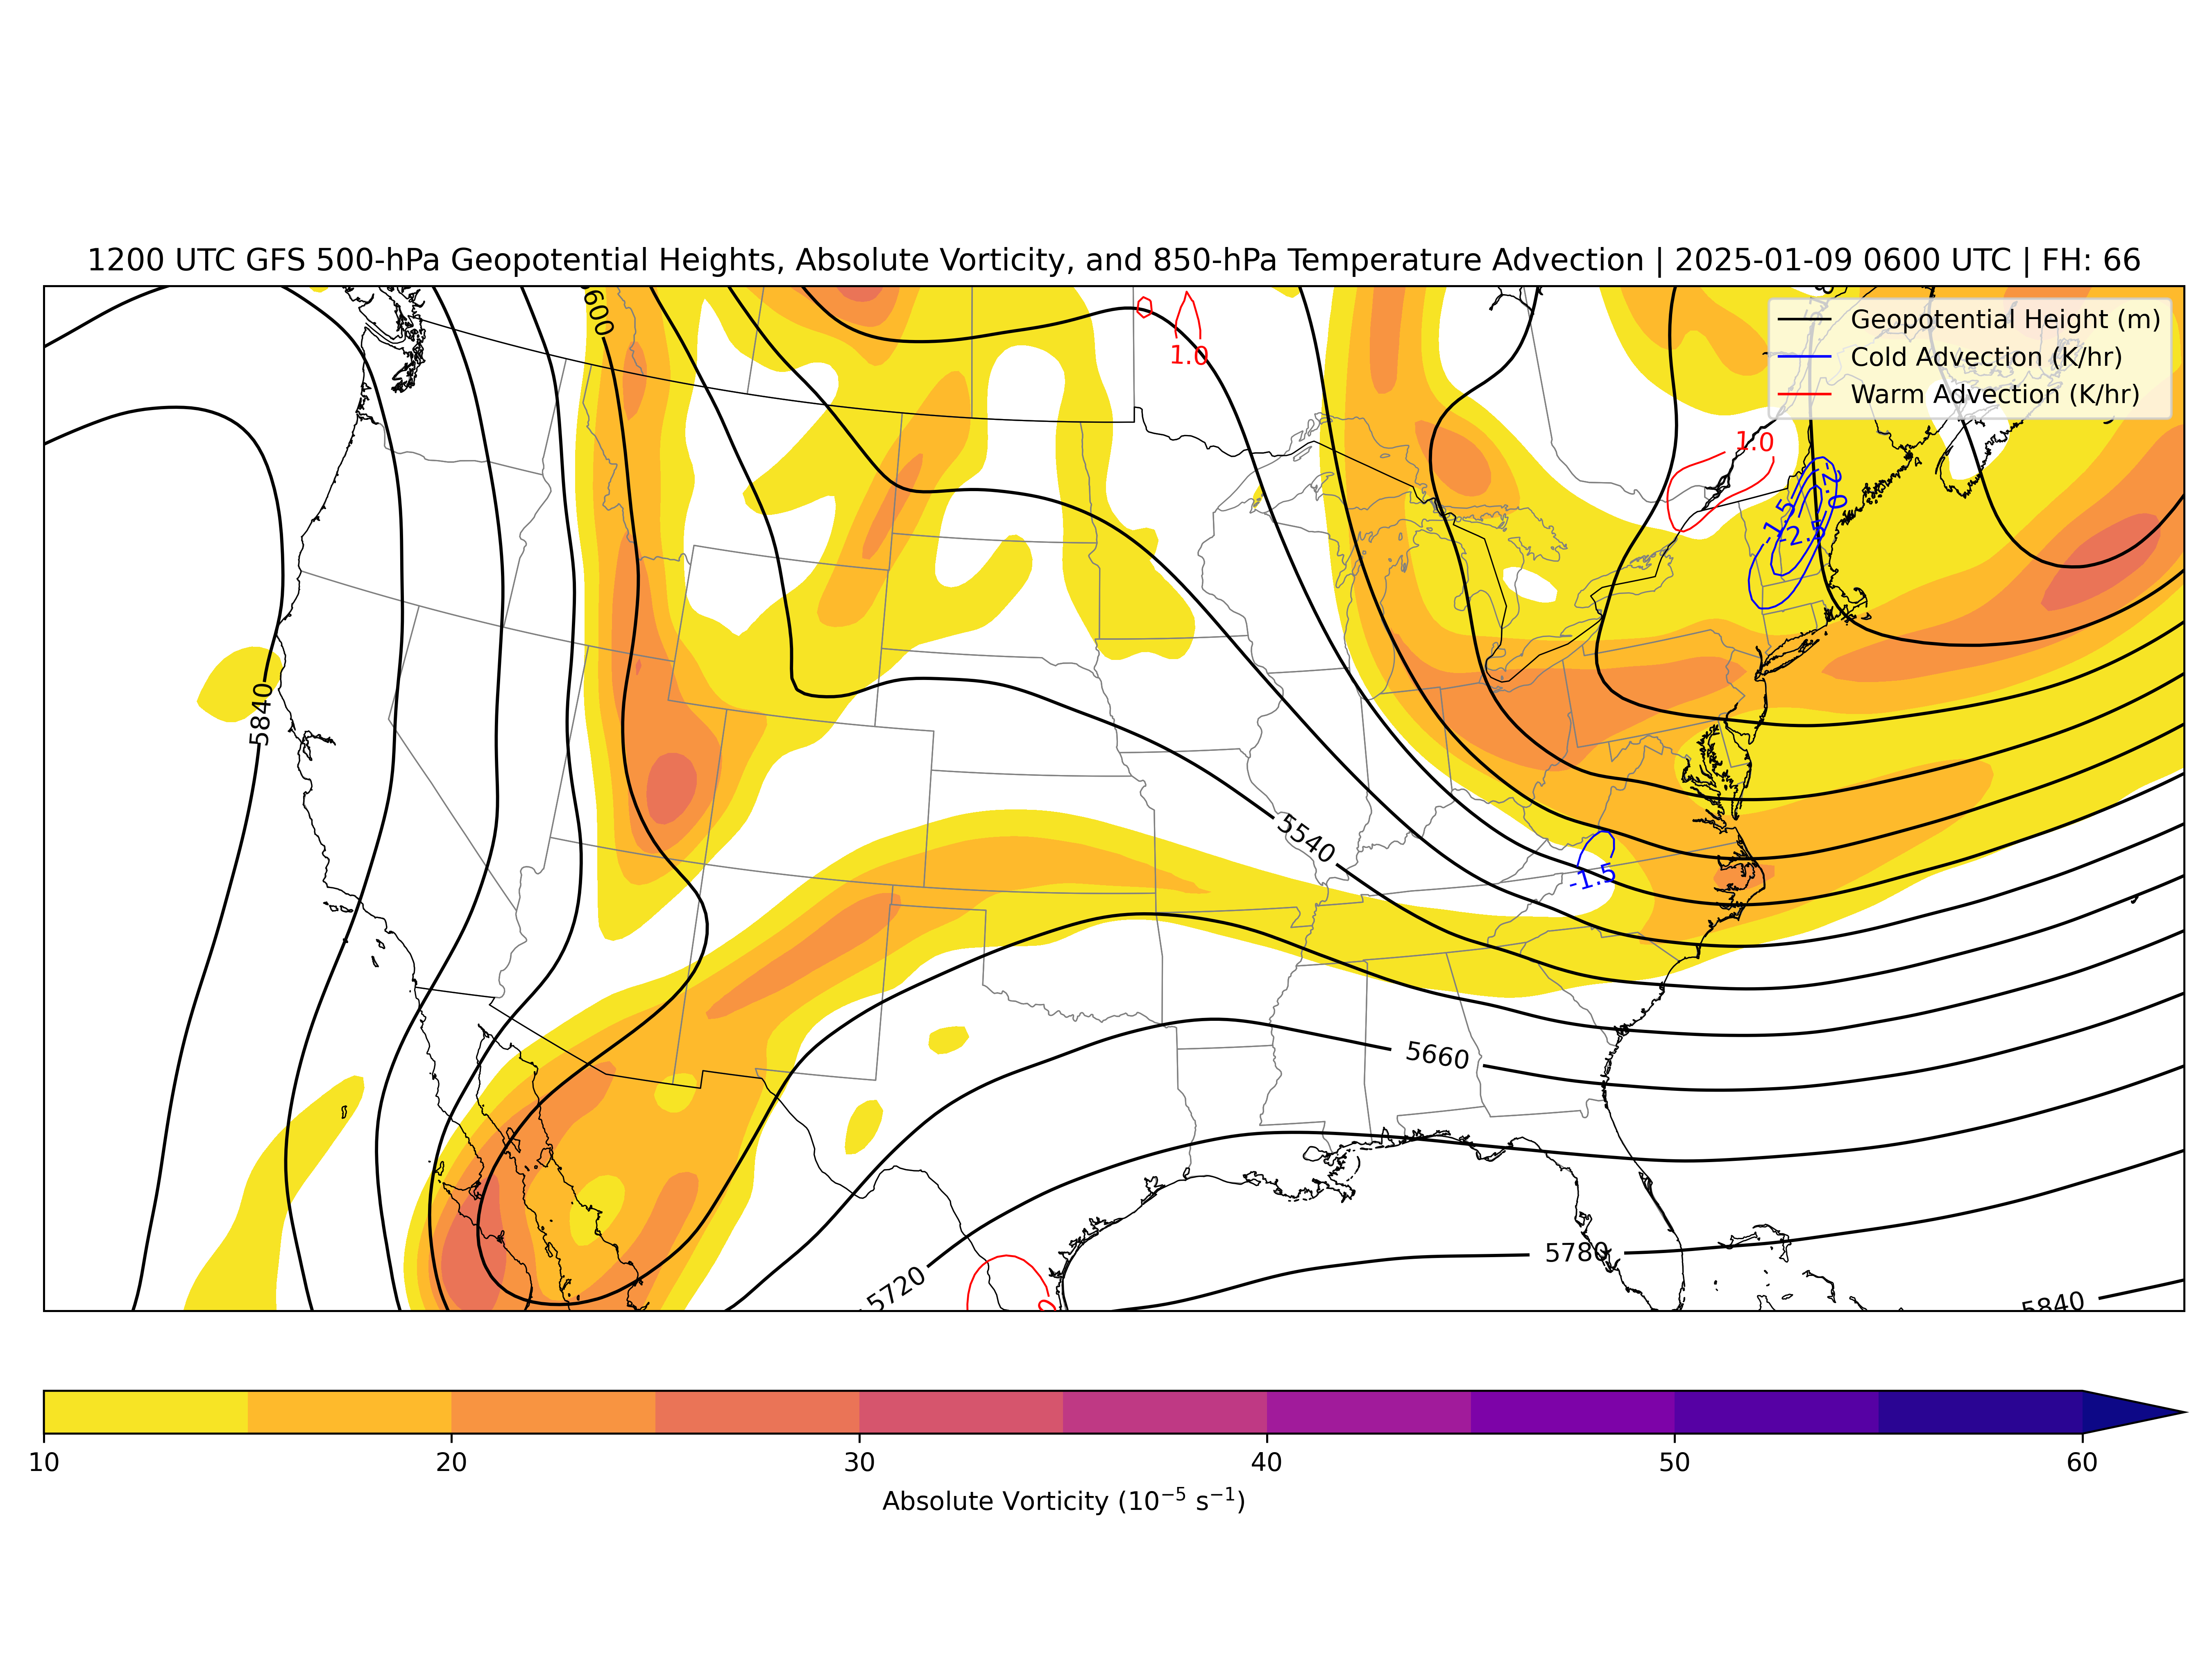 1200 UTC GFS 500-hPa Geopotential Heights, Absolute Vorticity, and 850-hPa Temperature Advection | 2025-01-09 0600 UTC | FH: 66
Geopotential Height (m)
Cold Advection (K/hr)
Warm Advection (K/hr)
5600
1.0
1.0
-2.0
-1.5
-2.5
5840
5540
-1.5
5660
5780
5720
5840
10 20 30 40 50 60
Absolute Vorticity (10⁻⁵ s⁻¹)